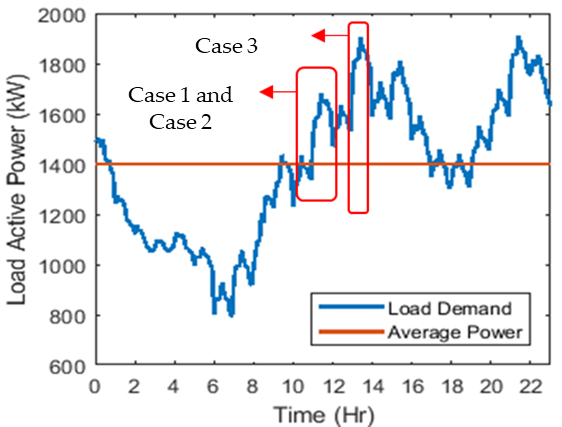 Load Active Power (kW)
2000
1800
1600
1400
1200
1000
800
600
Case 3
Case 1 and
Case 2
Load Demand
Average Power
0 2 4 6 8 10 12 14 16 18 20 22
Time (Hr)